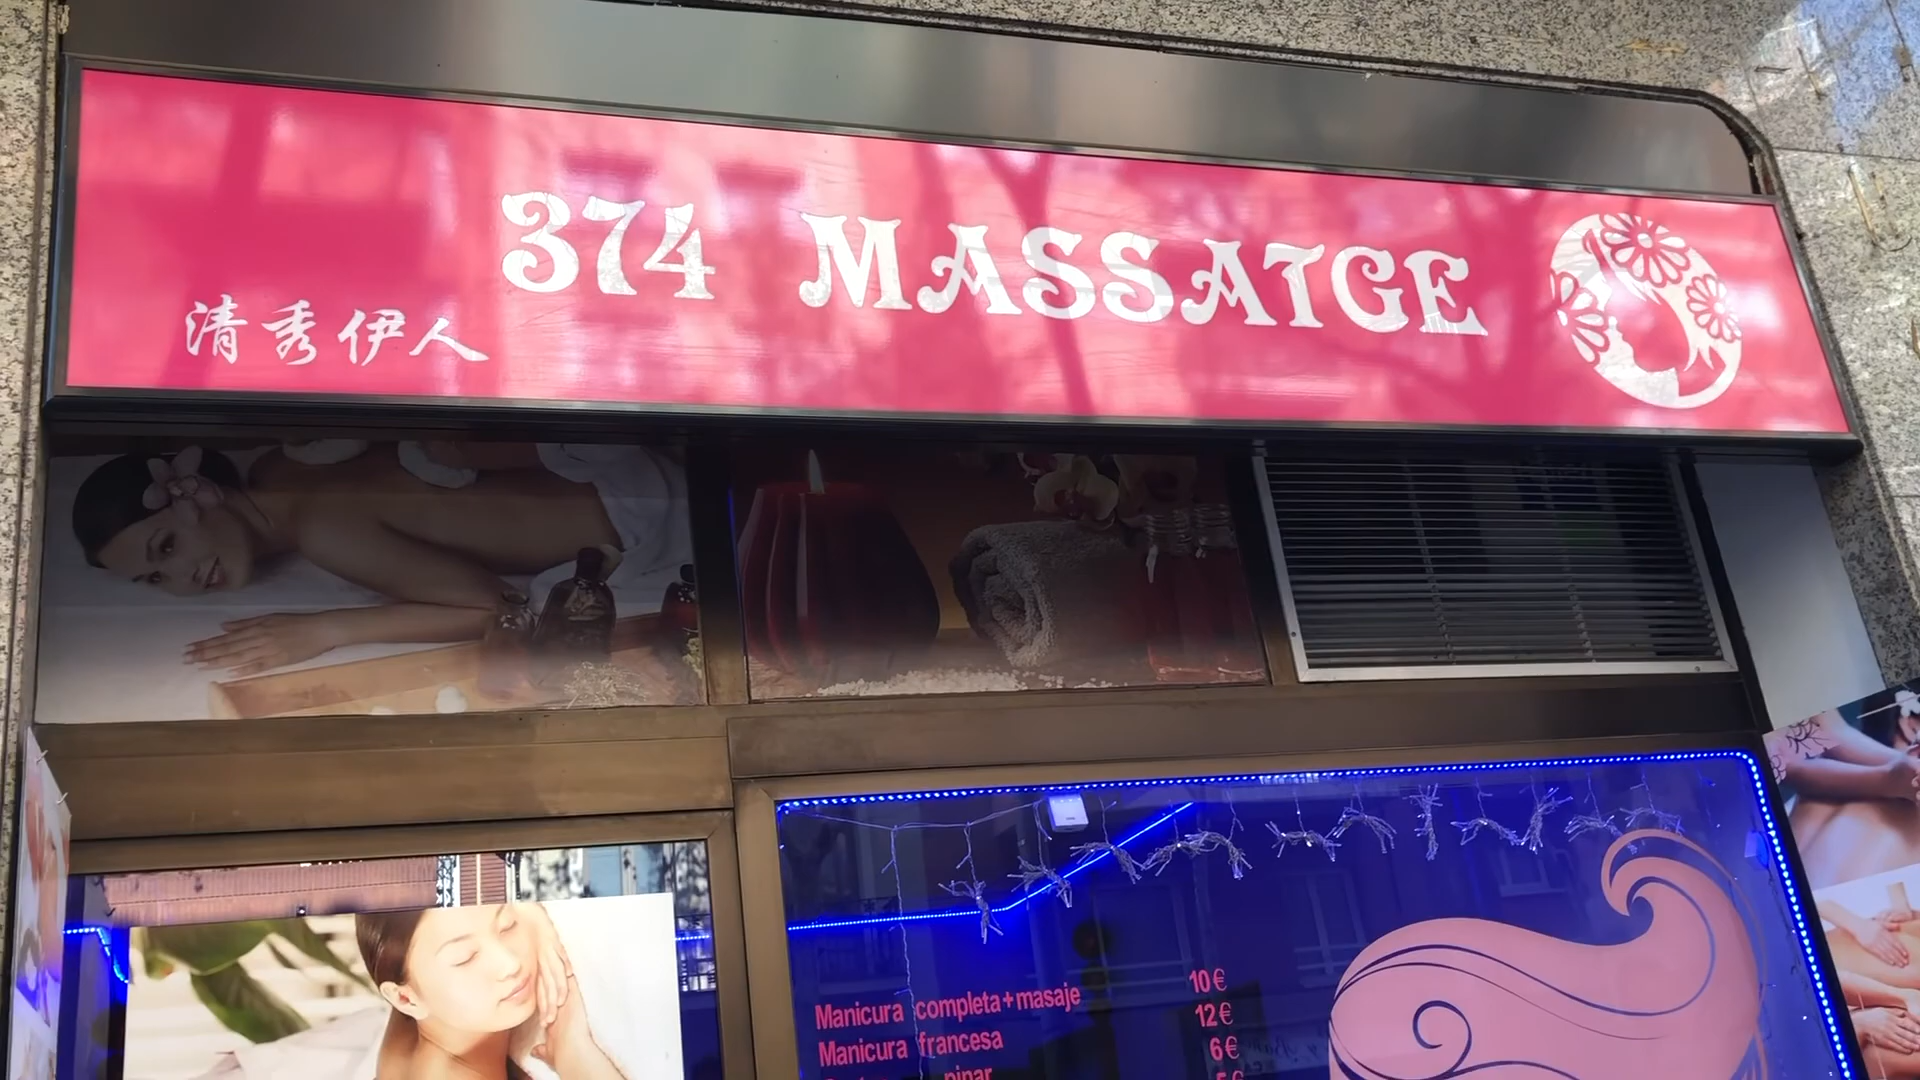 374 MASSATGE
清秀伊人
Manicura completa+masaje 10€
Manicura francesa 12€
6€